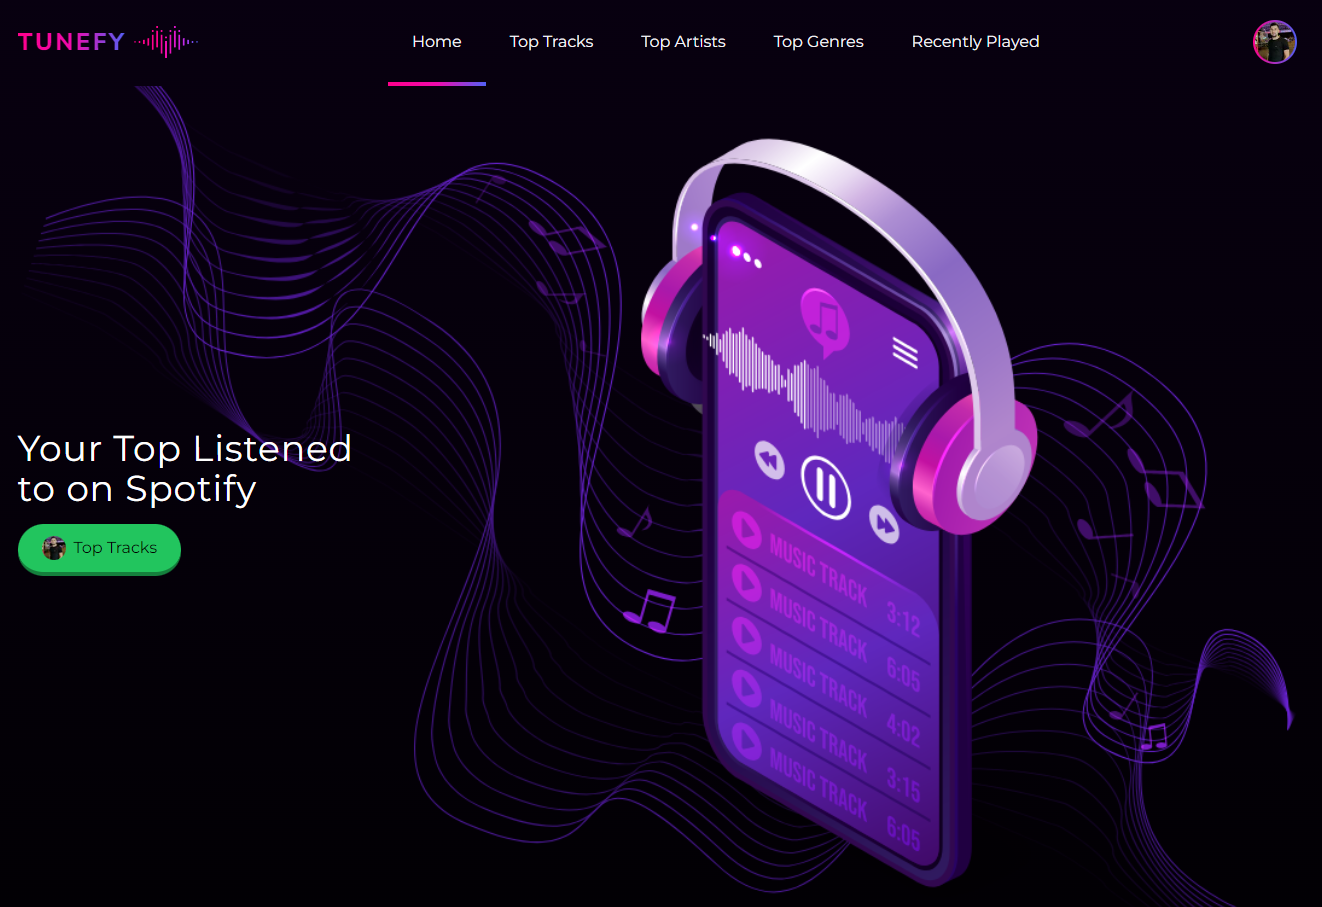 TUNEFY
Home
Top Tracks
Top Artists
Top Genres
Recently Played
Your Top Listened
to on Spotify
Top Tracks
MUSIC TRACK 3:12
MUSIC TRACK 6:05
MUSIC TRACK 4:02
MUSIC TRACK 3:15
MUSIC TRACK 6:05